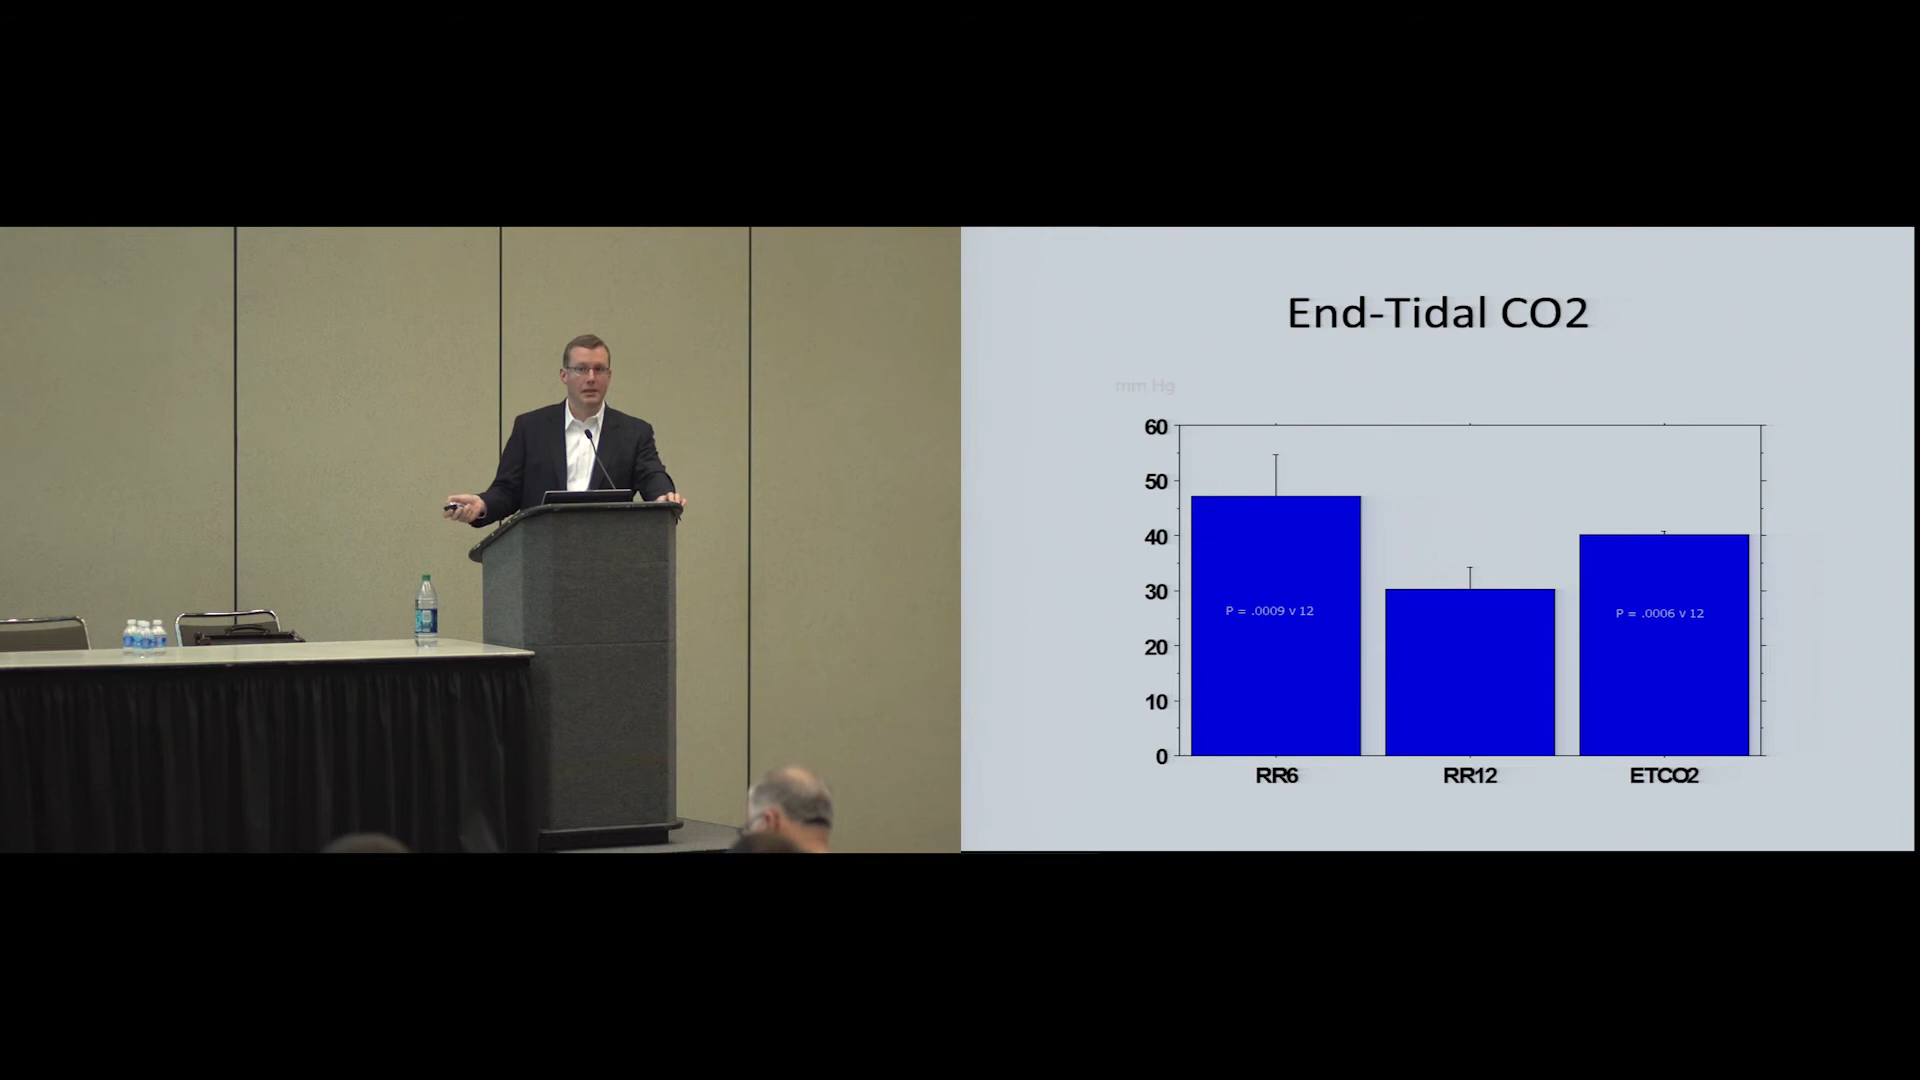 End-Tidal CO2
mm Hg
60
50
40
30
20
10
0
P = .0009 v 12
P = .0006 v 12
RR6
RR12
ETCO2